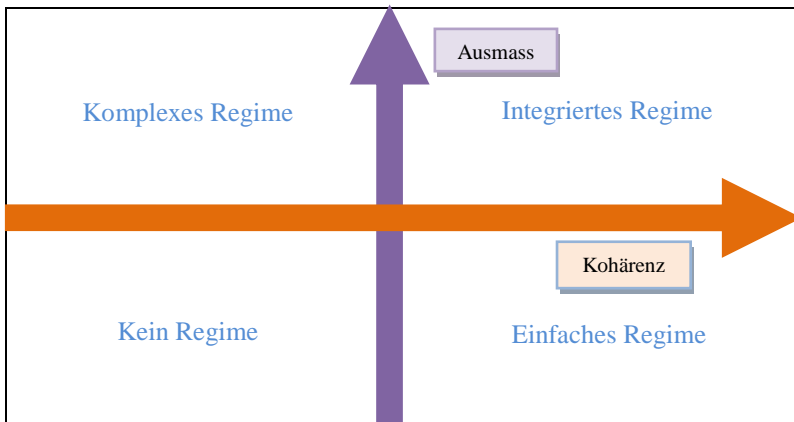 Ausmass
Komplexes Regime
Integriertes Regime
Kohärenz
Kein Regime
Einfaches Regime